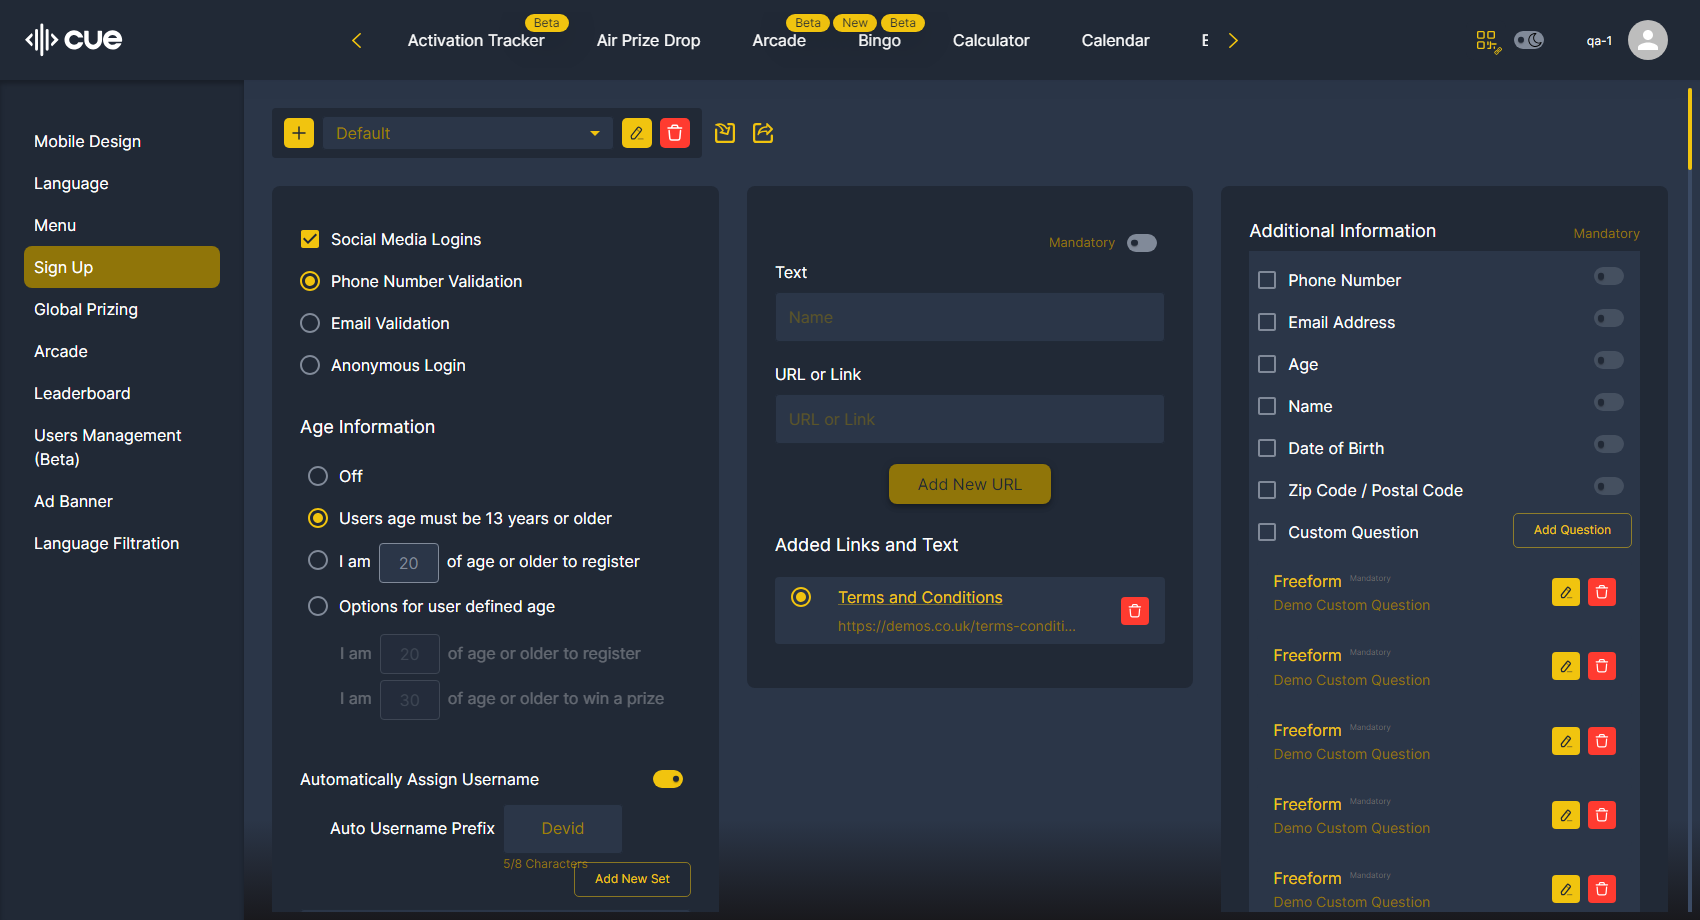 cue
Beta
Beta
New
Beta
Activation Tracker
Air Prize Drop
Arcade
Bingo
Calculator
Calendar
qa-1
Mobile Design
Language
Menu
Sign Up
Global Prizing
Arcade
Leaderboard
Users Management
(Beta)
Ad Banner
Language Filtration
Default
Social Media Logins
Phone Number Validation
Email Validation
Anonymous Login
Age Information
Off
Users age must be 13 years or older
I am 20 of age or older to register
Options for user defined age
I am 20 of age or older to register
I am 30 of age or older to win a prize
Automatically Assign Username
Auto Username Prefix Devid
5/8 Characters
Add New Set
Mandatory
Text
Name
URL or Link
URL or Link
Add New URL
Added Links and Text
Terms and Conditions
https://demos.co.uk/terms-conditi...
Additional Information
Mandatory
Phone Number
Email Address
Age
Name
Date of Birth
Zip Code / Postal Code
Custom Question
Add Question
Freeform Mandatory
Demo Custom Question
Freeform Mandatory
Demo Custom Question
Freeform Mandatory
Demo Custom Question
Freeform Mandatory
Demo Custom Question
Freeform Mandatory
Demo Custom Question